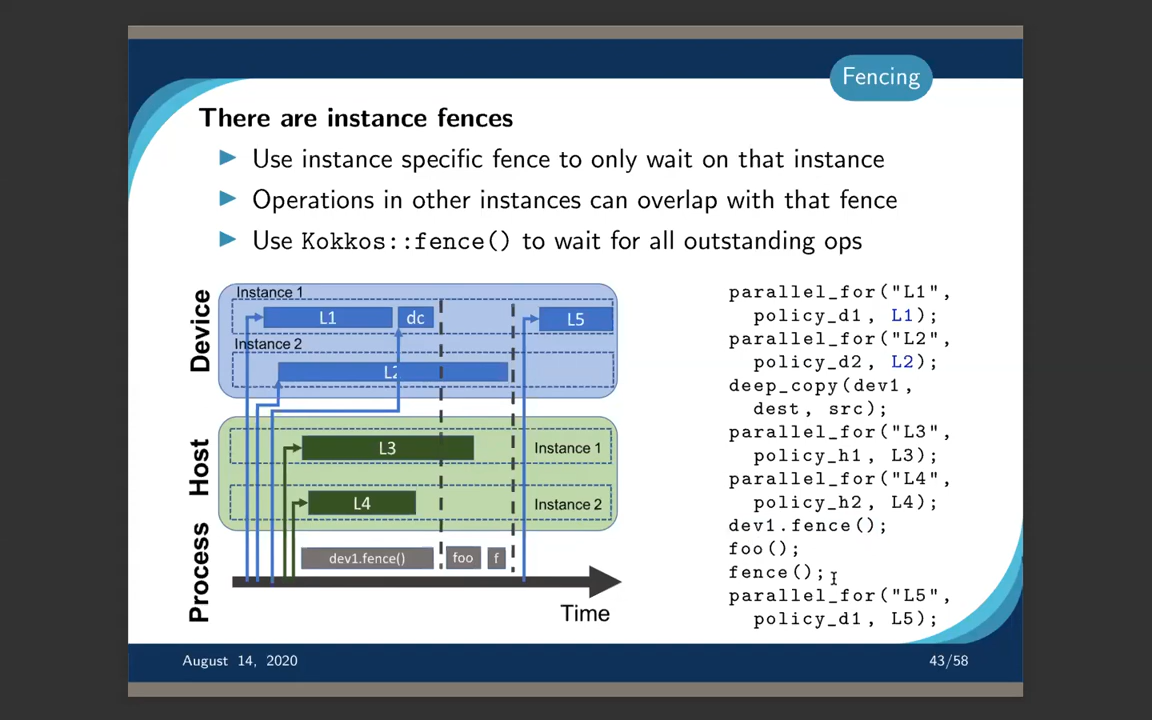 Fencing
There are instance fences
Use instance specific fence to only wait on that instance
Operations in other instances can overlap with that fence
Use Kokkos::fence() to wait for all outstanding ops
Device
Instance 1
L1
dc
L5
Instance 2
L2
Host
L3
Instance 1
L4
Instance 2
Process
dev1.fence()
foo
f
Time
parallel_for("L1",
policy_d1, L1);
parallel_for("L2",
policy_d2, L2);
deep_copy(dev1,
dest, src);
parallel_for("L3",
policy_h1, L3);
parallel_for("L4",
policy_h2, L4);
dev1.fence();
foo();
fence();
parallel_for("L5",
policy_d1, L5);
August 14, 2020
43/58